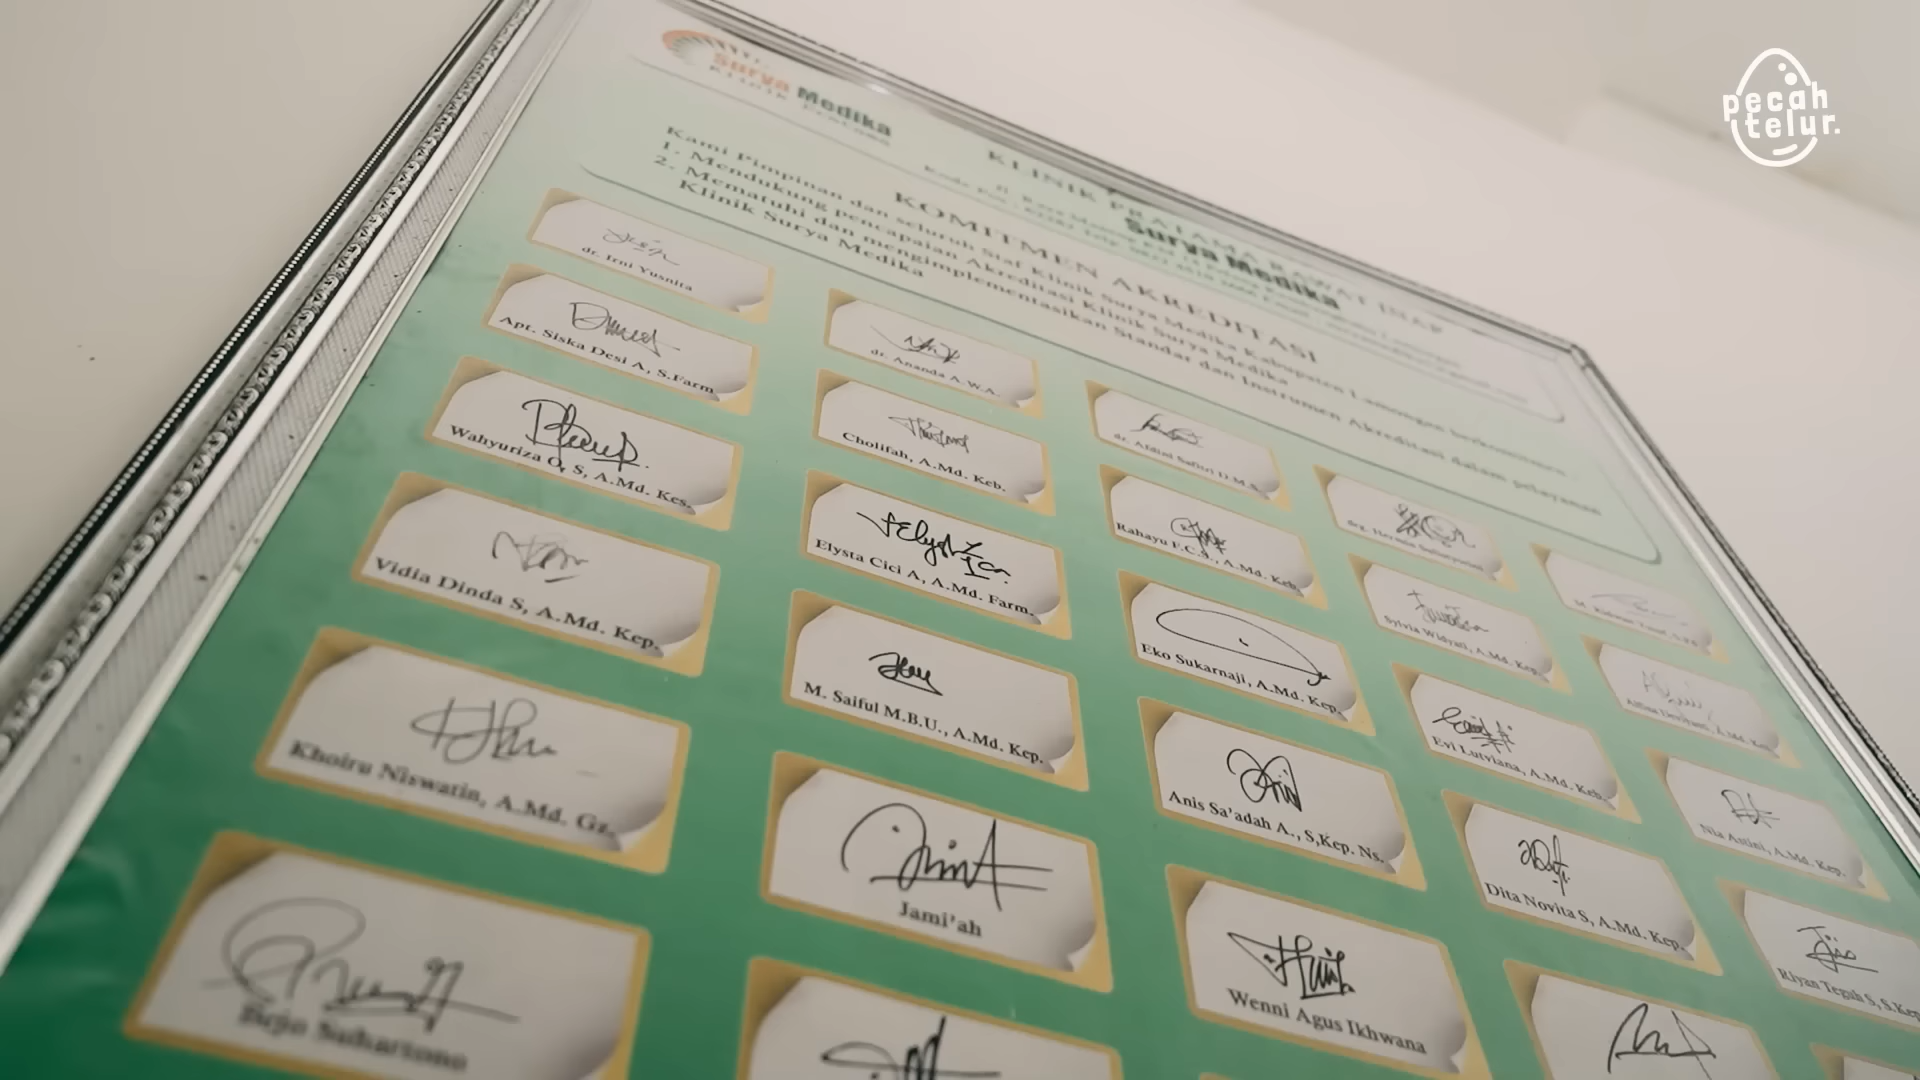 pecah
telur.
Surya Medika
KLINIK PRATAMA RAWAT INAP
Surya Medika
KOMITMEN AKREDITASI
Kami Pimpinan dan seluruh Staf Klinik Surya Medika Kabupaten Lamongan berkomitmen
1. Mendukung pencapaian Akreditasi Klinik Surya Medika
2. Mematuhi dan mengimplementasikan Standar dan Instrumen Akreditasi dalam pelayanan
Klinik Surya Medika
dr. Irni Yusnita
dr. Ananda A.W.A.
Apt. Siska Desi A, S.Farm
Cholifah, A.Md. Keb.
Wahyuriza O, S, A.Md. Kes.
Elysta Cici A, A.Md. Farm.
Rahayu F.C.S., A.Md. Keb.
Sylvia Widyati, A.Md. Kep.
Vidia Dinda S, A.Md. Kep.
M. Saiful M.B.U., A.Md. Kep.
Eko Sukarnaji, A.Md. Kep.
Evi Lutviana, A.Md. Keb.
Nia Astini, A.Md. Kep.
Khoiru Niswatin, A.Md. Gz.
Jami'ah
Anis Sa'adah A., S,Kep. Ns.
Dita Novita S, A.Md. Kep.
Riyan Teguh S, S.Kep
Bejo Suhartono
Wenni Agus Ikhwana